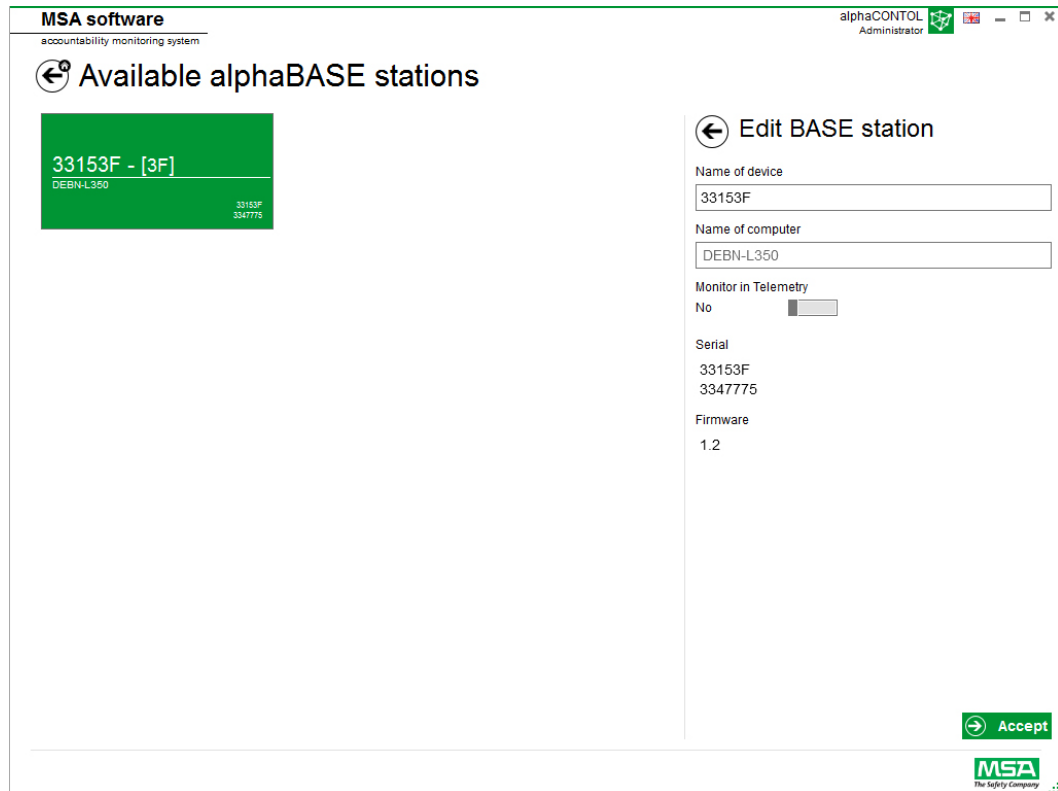 MSA software
accountability monitoring system
alphaCONTOL
Administrator
Available alphaBASE stations
33153F - [3F]
DEBN-L350
33153F
3347775
Edit BASE station
Name of device
33153F
Name of computer
DEBN-L350
Monitor in Telemetry
No
Serial
33153F
3347775
Firmware
1.2
Accept
MSA
The Safety Company